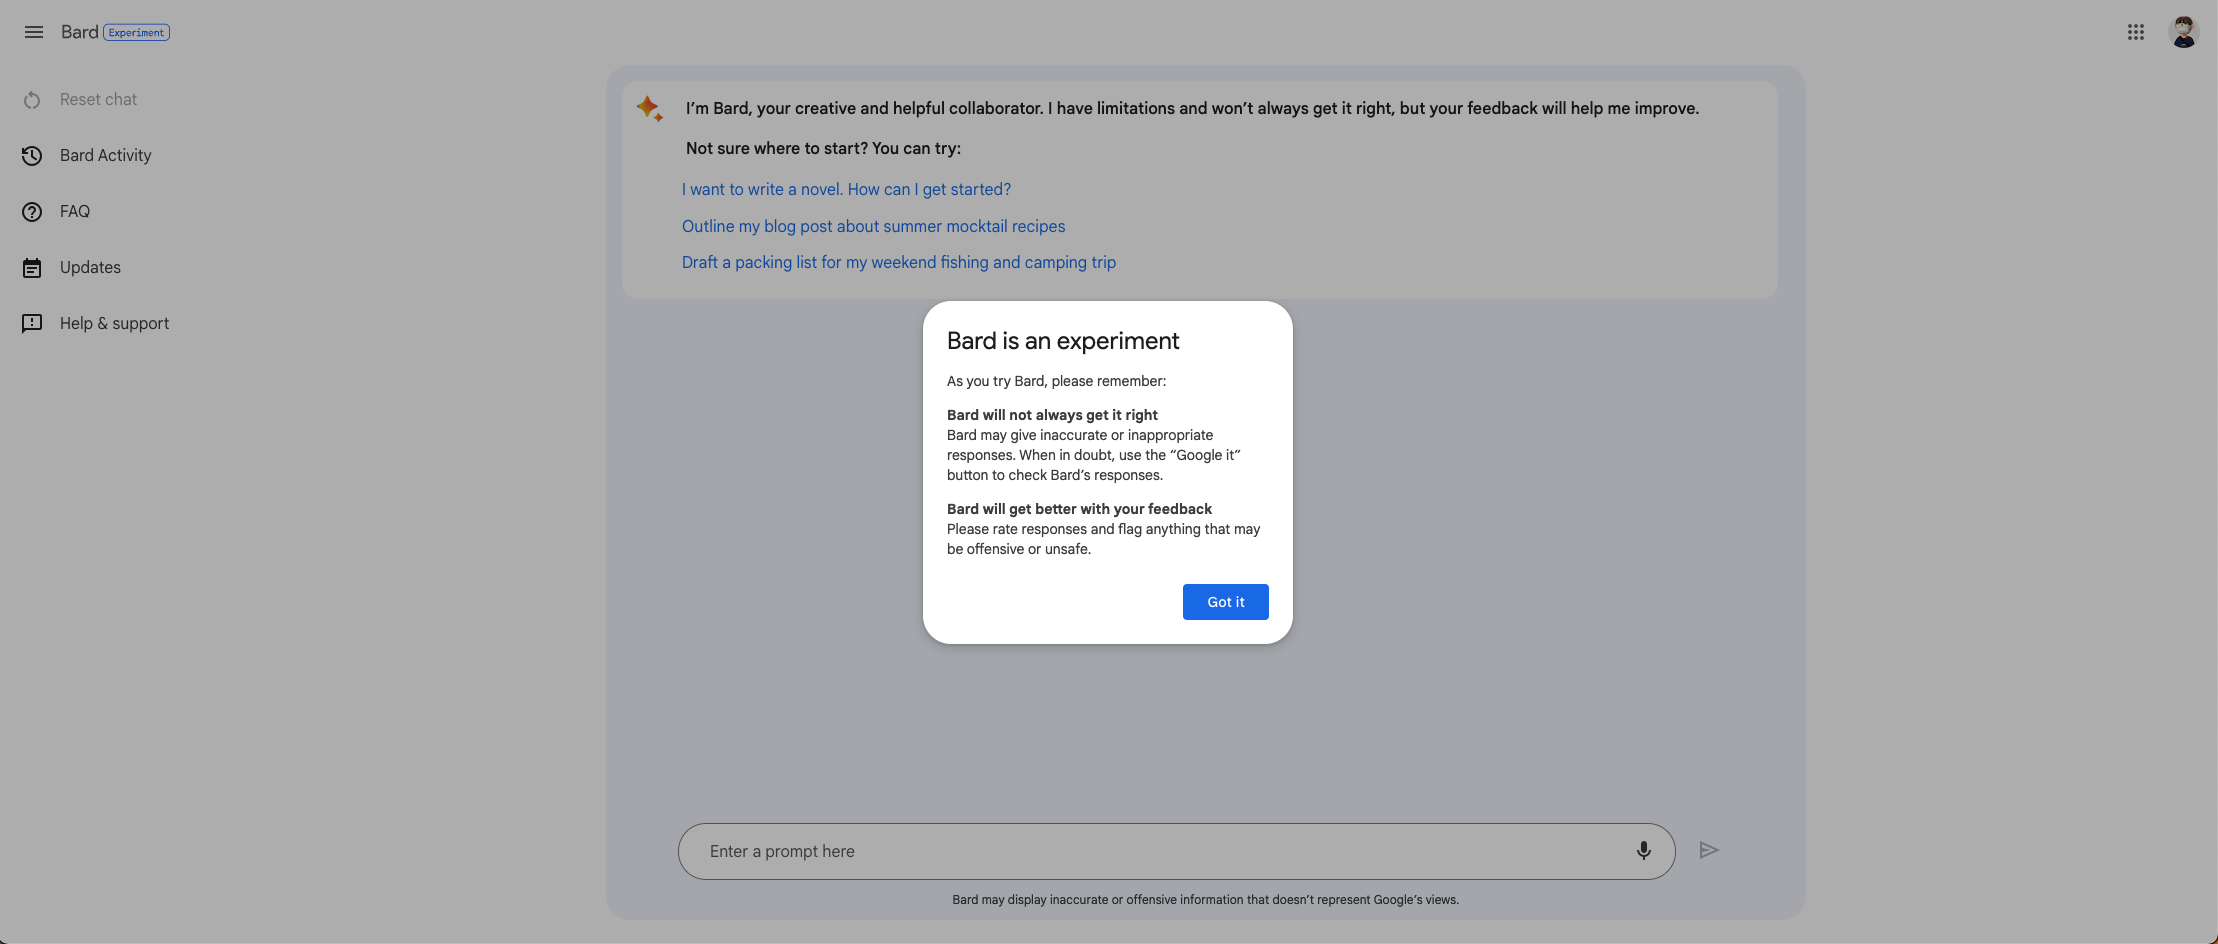 Bard Experiment
Reset chat
Bard Activity
FAQ
Updates
Help & support
I’m Bard, your creative and helpful collaborator. I have limitations and won’t always get it right, but your feedback will help me improve.
Not sure where to start? You can try:
I want to write a novel. How can I get started?
Outline my blog post about summer mocktail recipes
Draft a packing list for my weekend fishing and camping trip
Bard is an experiment
As you try Bard, please remember:
Bard will not always get it right
Bard may give inaccurate or inappropriate
responses. When in doubt, use the “Google it”
button to check Bard’s responses.
Bard will get better with your feedback
Please rate responses and flag anything that may
be offensive or unsafe.
Got it
Enter a prompt here
Bard may display inaccurate or offensive information that doesn’t represent Google’s views.